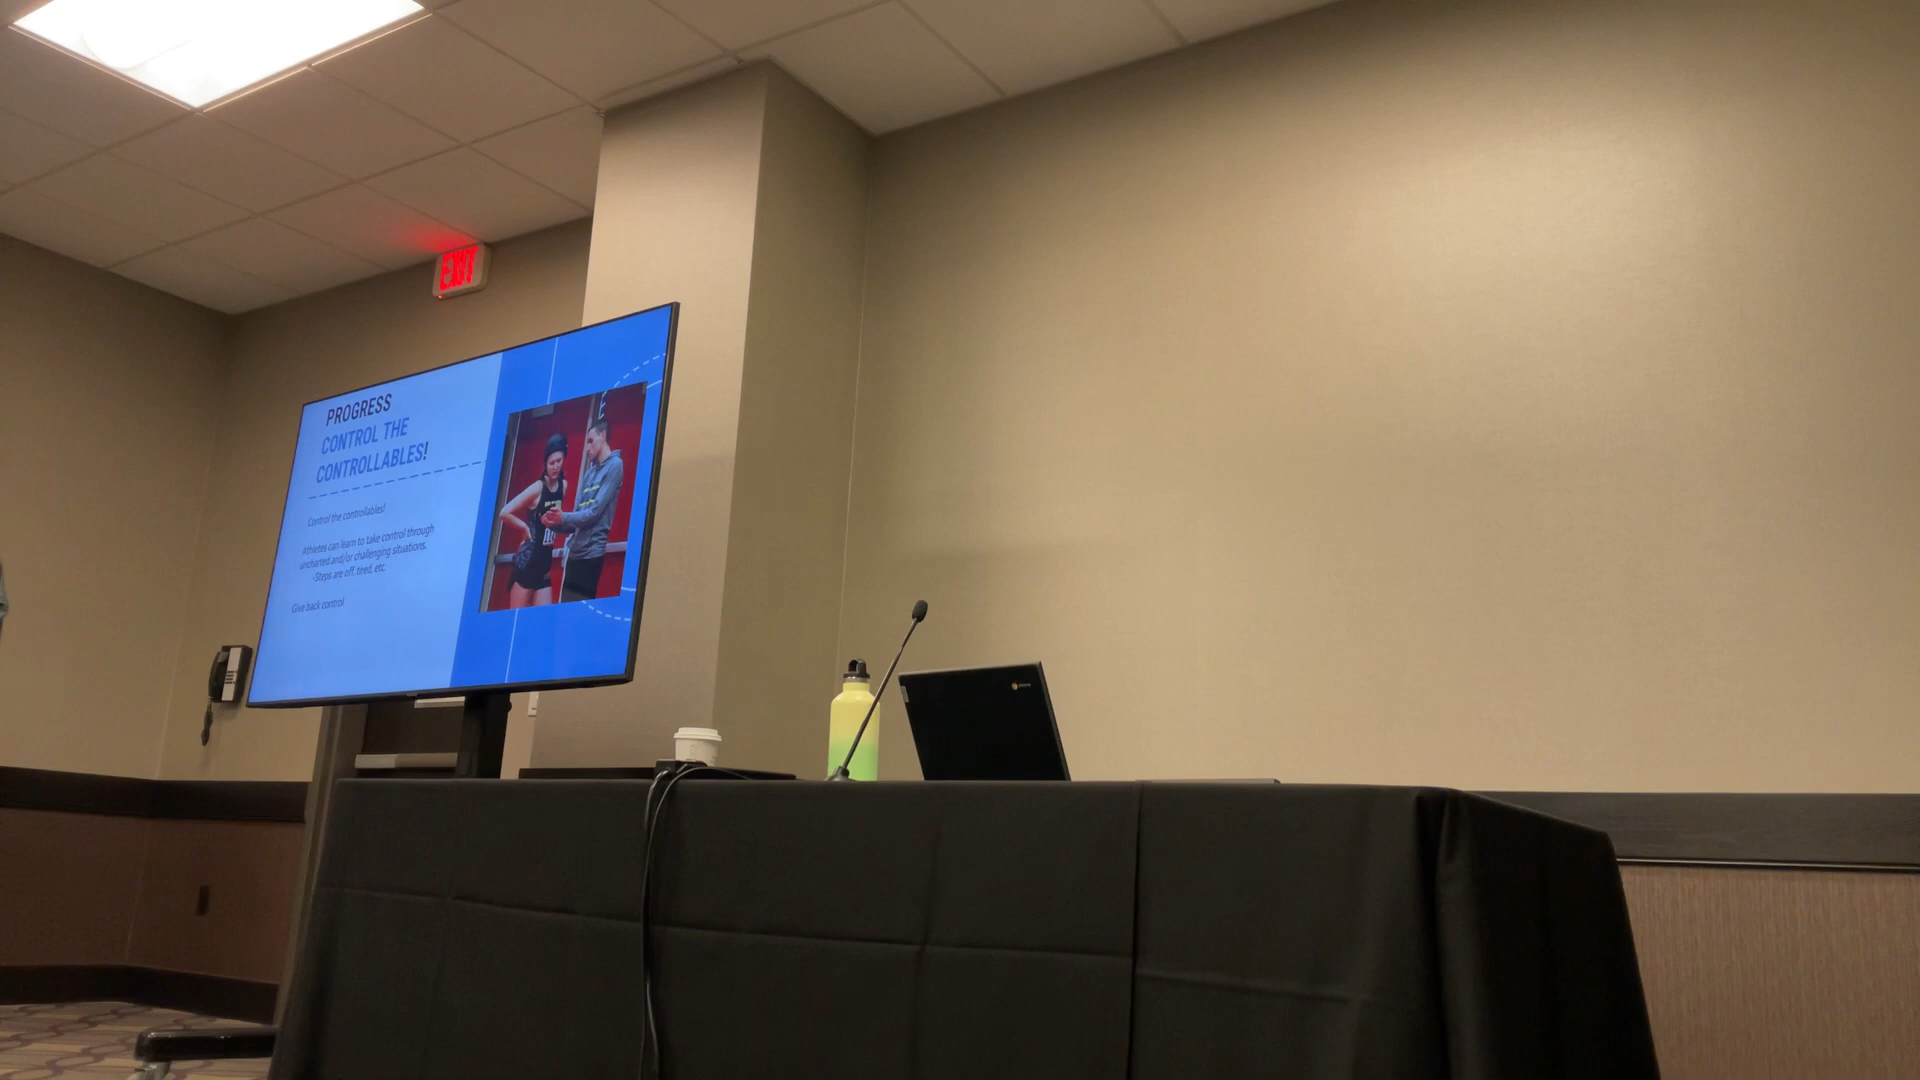 EXIT
PROGRESS
CONTROL THE
CONTROLLABLES!
Control the controllables!
Athletes can learn to take control through
uncharted and/or challenging situations.
-Steps are off, tired, etc.
Give back control